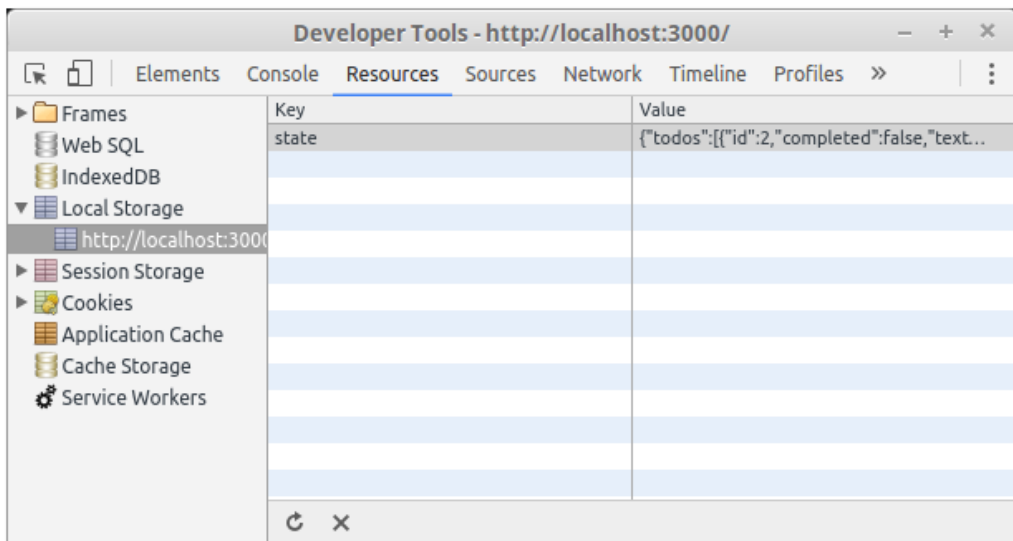 Developer Tools - http://localhost:3000/
Elements Console Resources Sources Network Timeline Profiles »
Frames
Web SQL
IndexedDB
Local Storage
http://localhost:3000
Session Storage
Cookies
Application Cache
Cache Storage
Service Workers
Key Value
state {"todos":[{"id":2,"completed":false,"text...